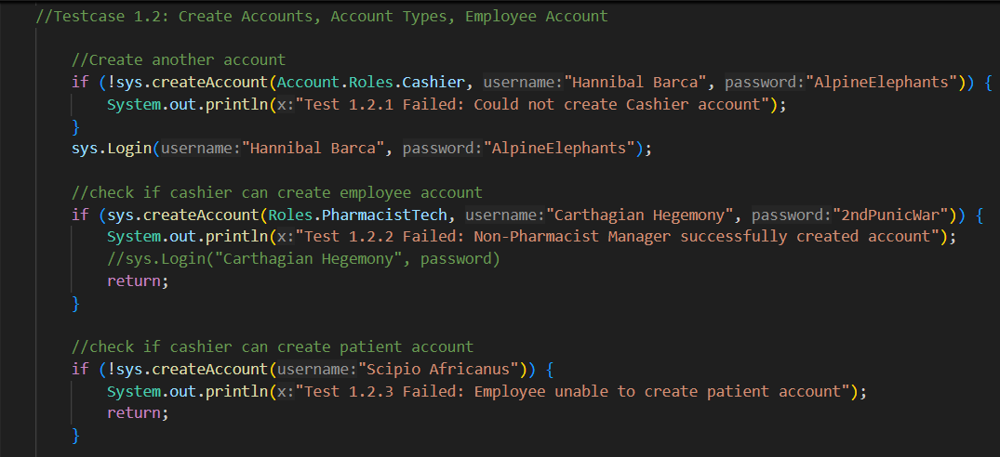 //Testcase 1.2: Create Accounts, Account Types, Employee Account
//Create another account
if (!sys.createAccount(Account.Roles.Cashier, username:"Hannibal Barca", password:"AlpineElephants")) {
System.out.println(x:"Test 1.2.1 Failed: Could not create Cashier account");
}
sys.Login(username:"Hannibal Barca", password:"AlpineElephants");
//check if cashier can create employee account
if (sys.createAccount(Roles.PharmacistTech, username:"Carthagian Hegemony", password:"2ndPunicWar")) {
System.out.println(x:"Test 1.2.2 Failed: Non-Pharmacist Manager successfully created account");
//sys.Login("Carthagian Hegemony", password)
return;
}
//check if cashier can create patient account
if (!sys.createAccount(username:"Scipio Africanus")) {
System.out.println(x:"Test 1.2.3 Failed: Employee unable to create patient account");
return;
}